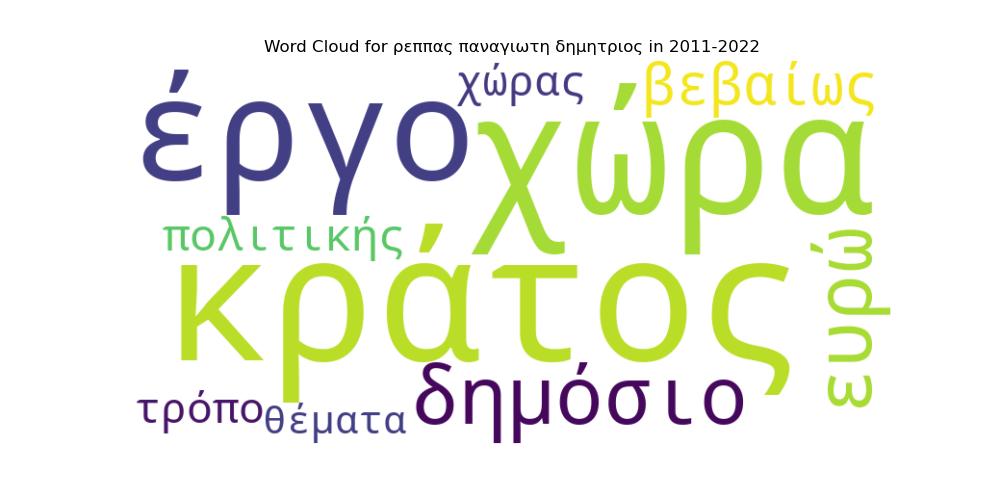 Word Cloud for ρεππας παναγιωτη δημητριος in 2011-2022
χώρας
βεβαίως
έργο
χώρα
πολιτικής
κράτος
ευρώ
δημόσιο
τρόπο
θέματα